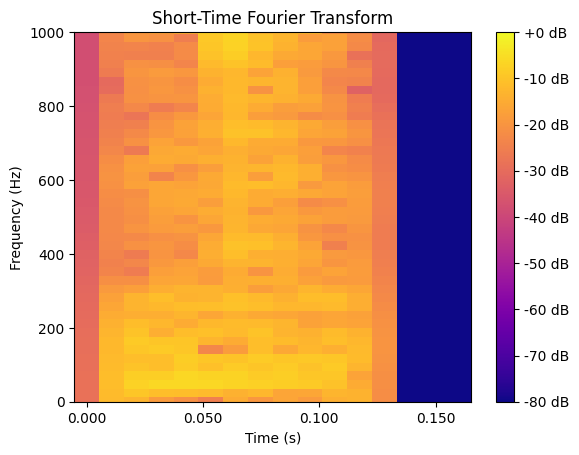 Short-Time Fourier Transform
Frequency (Hz)
1000
800
600
400
200
0
0.000
0.050
0.100
0.150
Time (s)
+0 dB
-10 dB
-20 dB
-30 dB
-40 dB
-50 dB
-60 dB
-70 dB
-80 dB